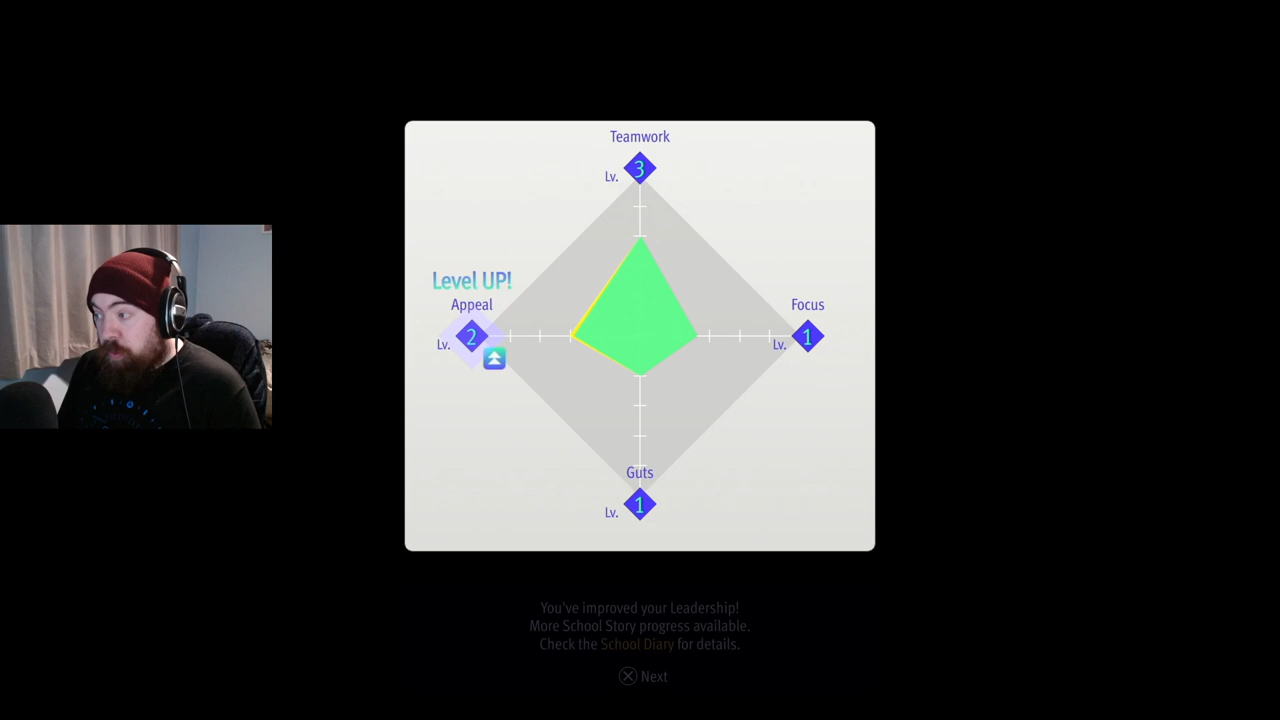 Teamwork
Lv. 3
Level UP!
Appeal
Lv. 2
Focus
Lv. 1
Guts
Lv. 1
You've improved your Leadership!
More School Story progress available.
Check the School Diary for details.
Next